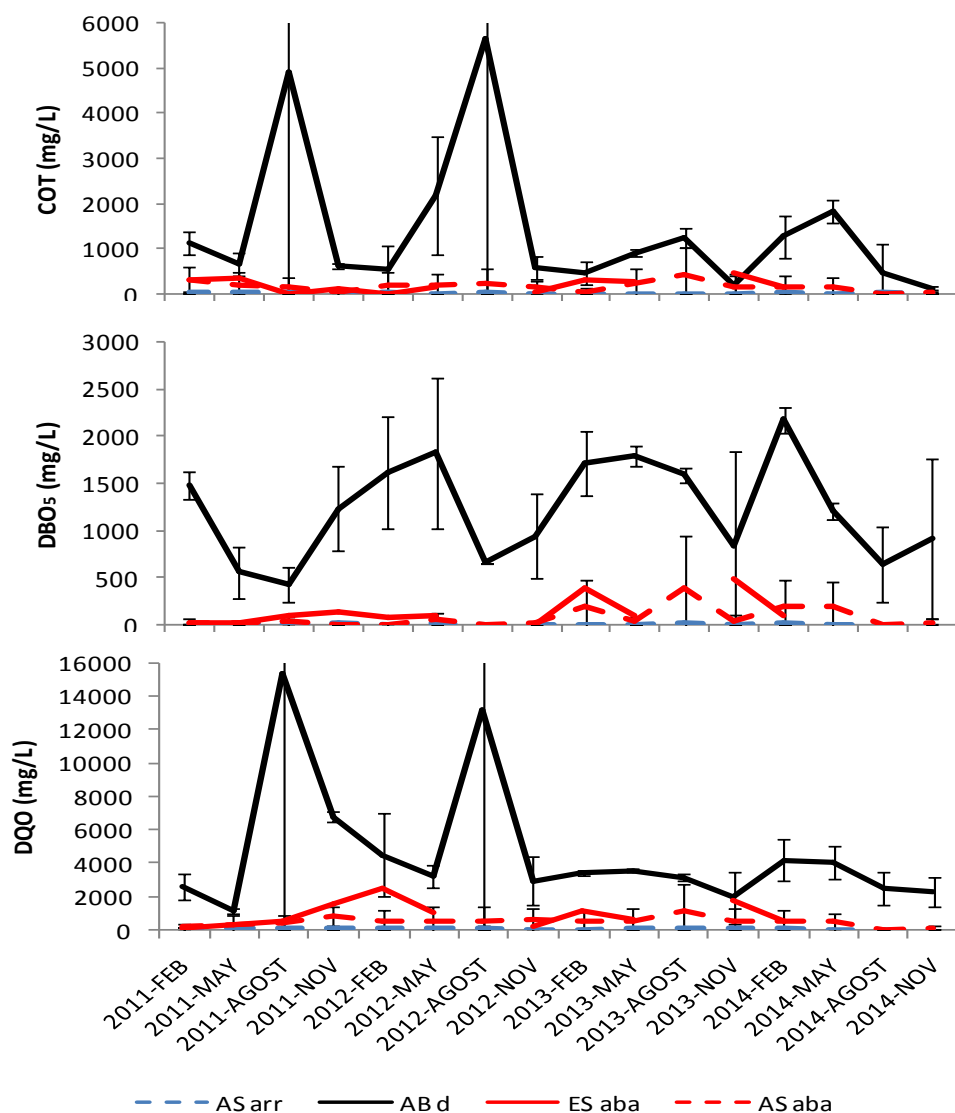 COT (mg/L)
6000
5000
4000
3000
2000
1000
0
DBO₅ (mg/L)
3000
2500
2000
1500
1000
500
0
DQO (mg/L)
16000
14000
12000
10000
8000
6000
4000
2000
0
2011-FEB
2011-MAY
2011-AGOST
2011-NOV
2012-FEB
2012-MAY
2012-AGOST
2012-NOV
2013-FEB
2013-MAY
2013-AGOST
2013-NOV
2014-FEB
2014-MAY
2014-AGOST
2014-NOV
AS arr AB d ES aba AS aba